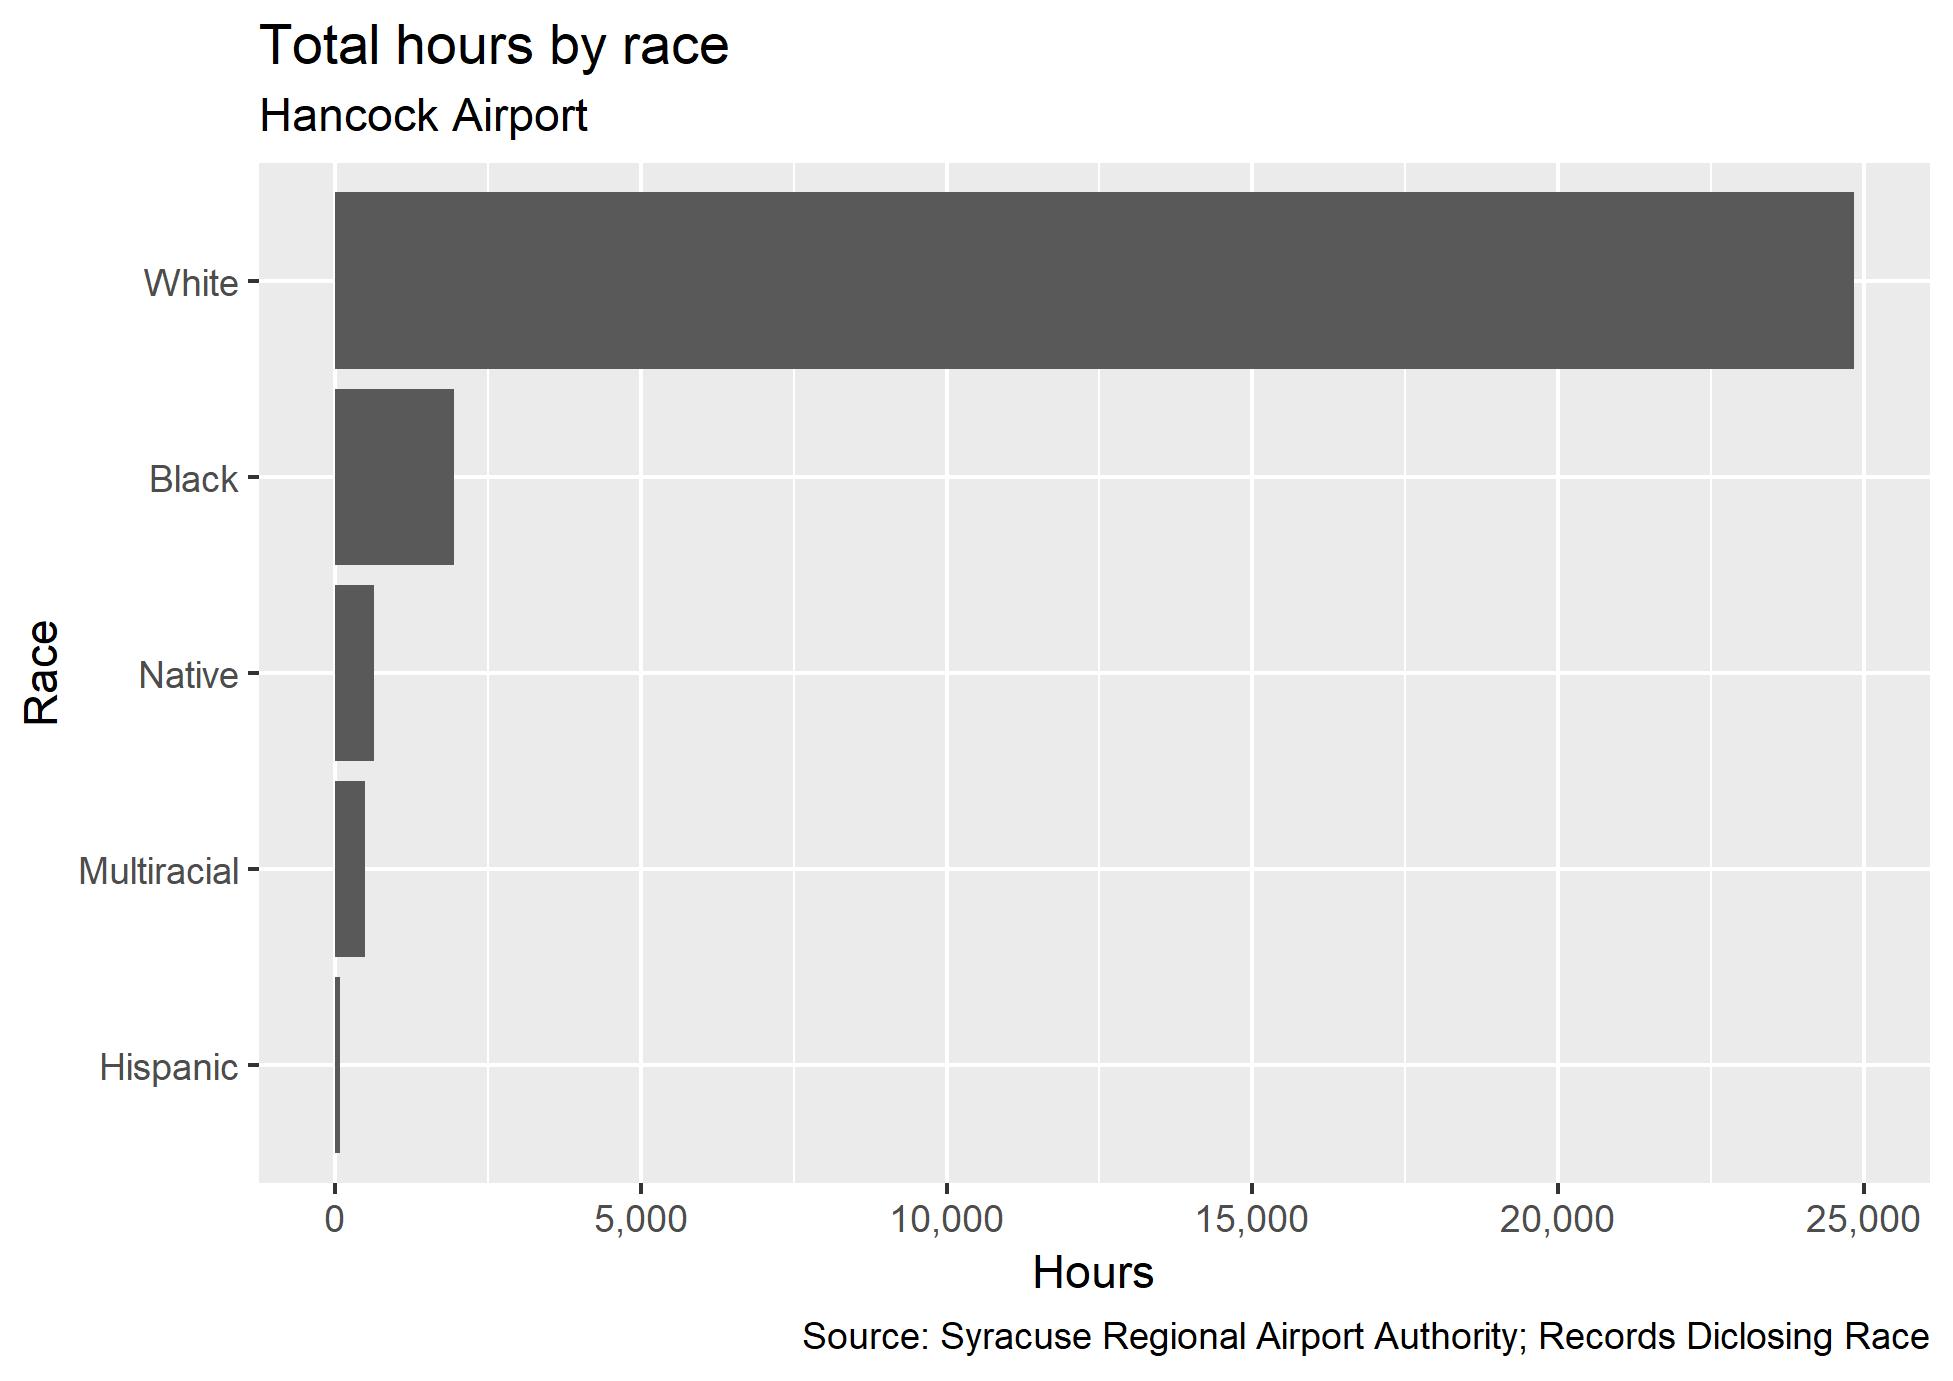 Total hours by race
Hancock Airport
White
Black
Native
Multiracial
Hispanic
Race
0 5,000 10,000 15,000 20,000 25,000
Hours
Source: Syracuse Regional Airport Authority; Records Diclosing Race